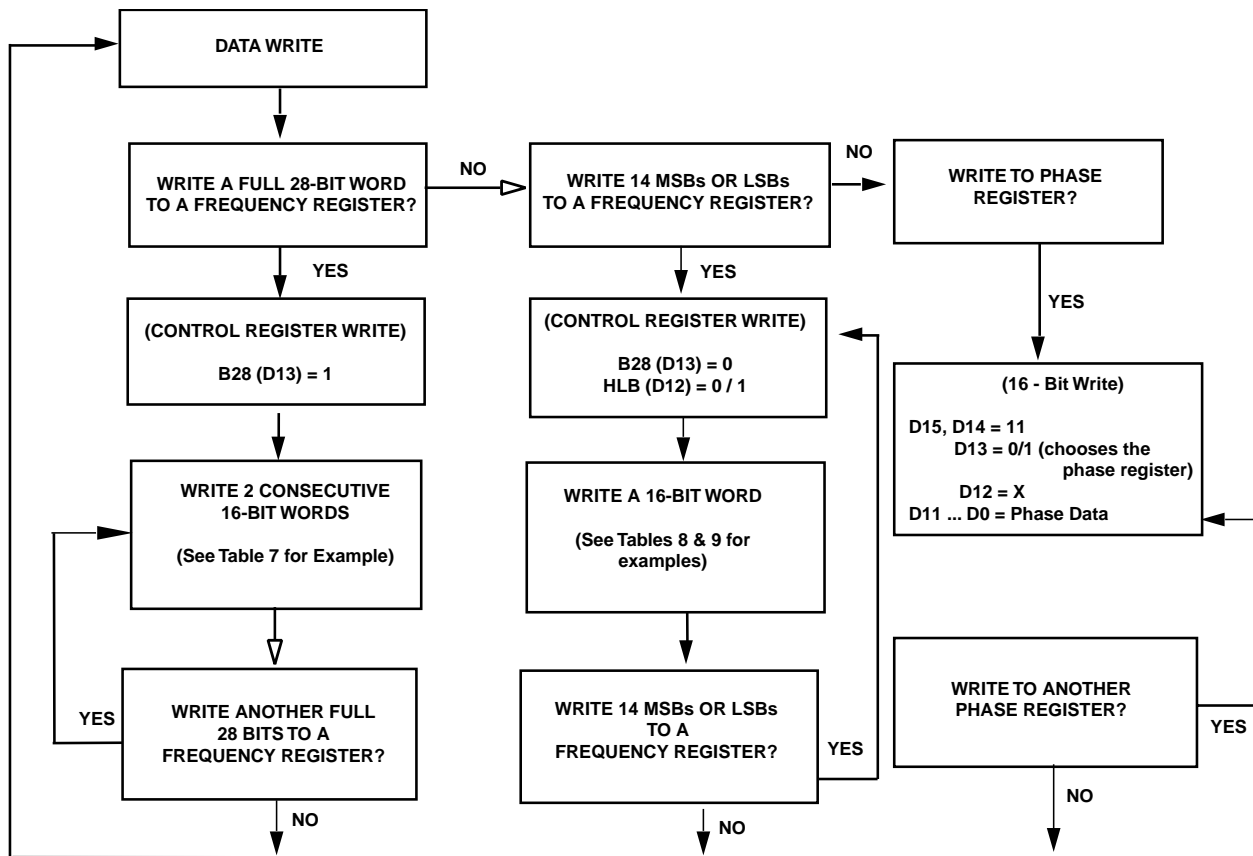 DATA WRITE
WRITE A FULL 28-BIT WORD
TO A FREQUENCY REGISTER?
NO
WRITE 14 MSBs OR LSBs
TO A FREQUENCY REGISTER?
NO
WRITE TO PHASE
REGISTER?
YES
YES
YES
(CONTROL REGISTER WRITE)
B28 (D13) = 1
(CONTROL REGISTER WRITE)
B28 (D13) = 0
HLB (D12) = 0 / 1
(16 - Bit Write)
D15, D14 = 11
D13 = 0/1 (chooses the
phase register)
D12 = X
D11 ... D0 = Phase Data
WRITE 2 CONSECUTIVE
16-BIT WORDS
(See Table 7 for Example)
WRITE A 16-BIT WORD
(See Tables 8 & 9 for
examples)
WRITE ANOTHER FULL
28 BITS TO A
FREQUENCY REGISTER?
YES
NO
WRITE 14 MSBs OR LSBs
TO A
FREQUENCY REGISTER?
YES
NO
WRITE TO ANOTHER
PHASE REGISTER?
YES
NO